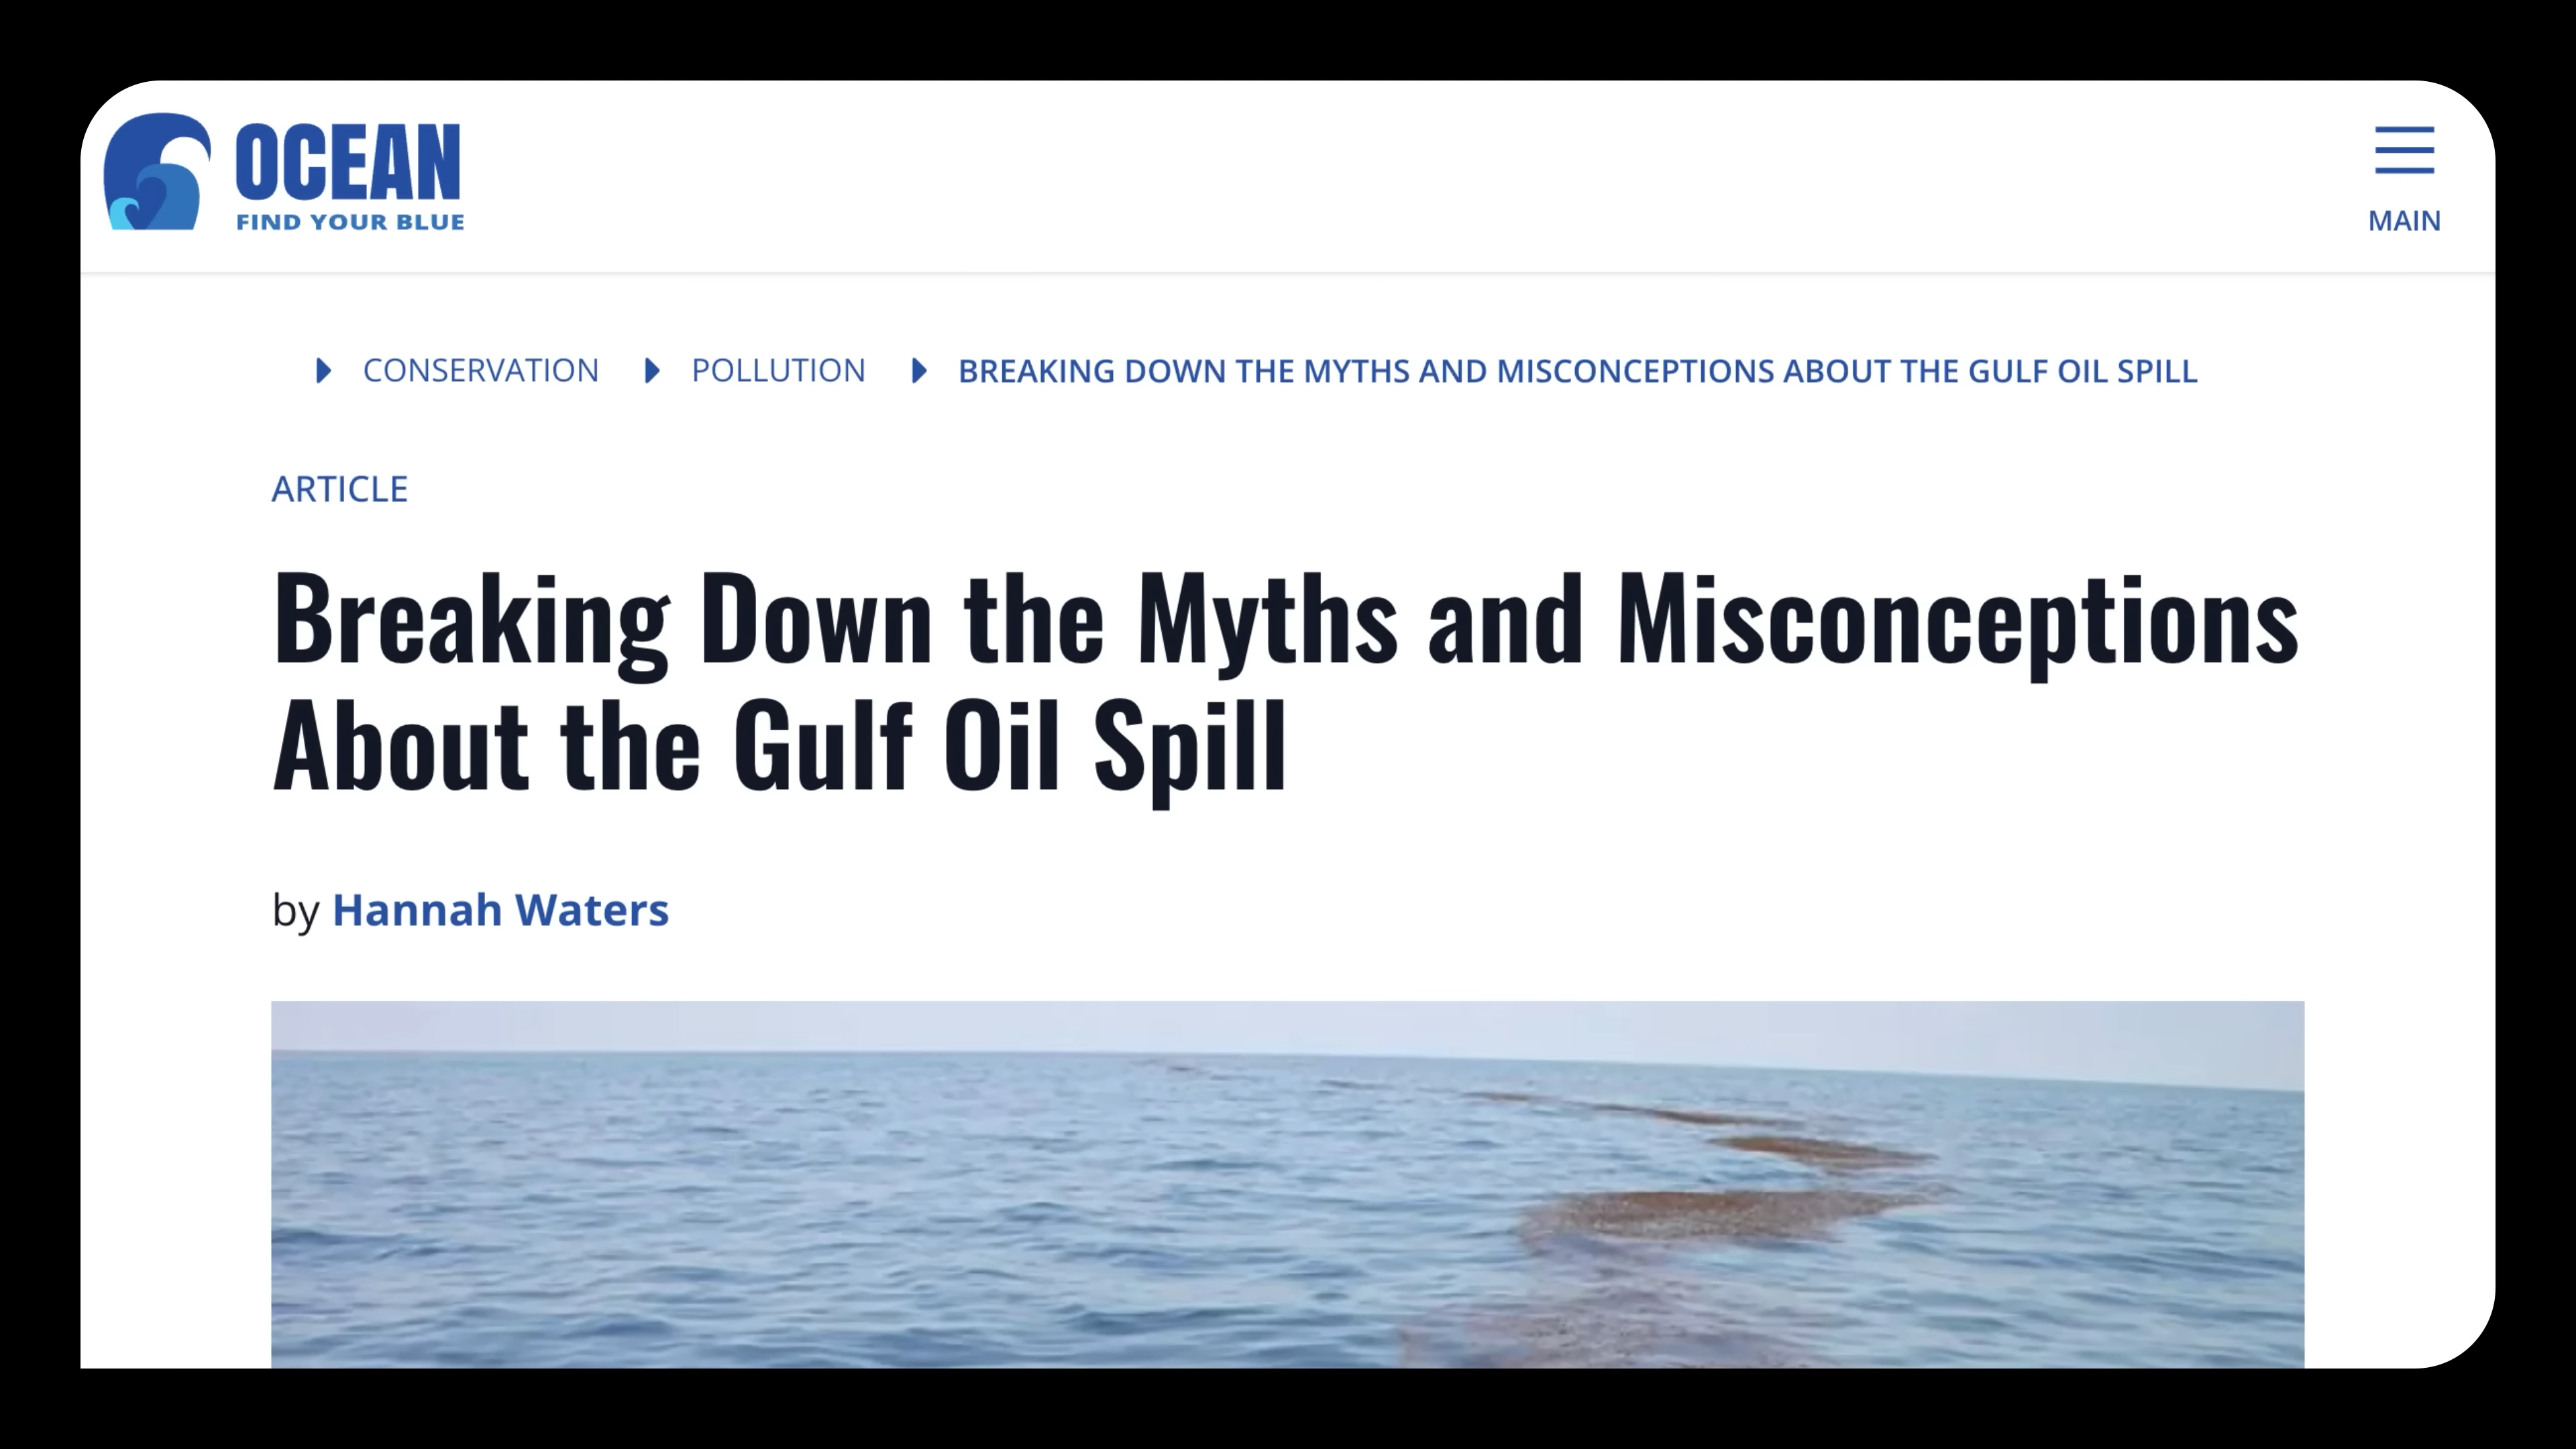 OCEAN
FIND YOUR BLUE
MAIN
CONSERVATION POLLUTION BREAKING DOWN THE MYTHS AND MISCONCEPTIONS ABOUT THE GULF OIL SPILL
ARTICLE
Breaking Down the Myths and Misconceptions
About the Gulf Oil Spill
by Hannah Waters